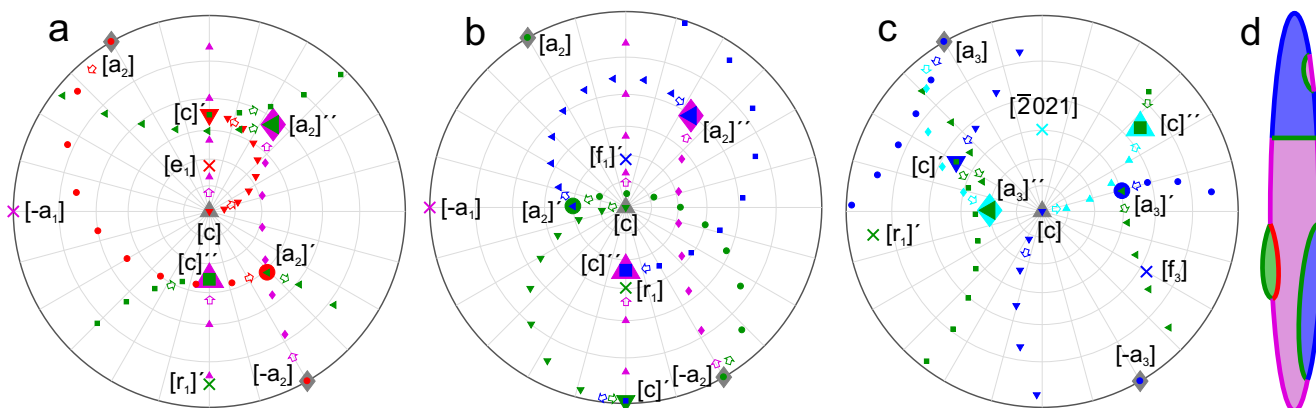 a
[a₂]
[c]´
[a₂]´´
[e₁]
[-a₁]
[c]
[c]´´
[a₂]´
[r₁]´
[-a₂]
b
[a₂]
[a₂]´´
[f₁]´
[-a₁]
[a₂]´
[c]
[c]´´
[r₁]
[-a₂]
[c]´
c
[a₃]
[2̅021]
[c]´´
[c]´
[a₃]´´
[a₃]´
[c]
[r₁]´
[f₃]
[-a₃]
d